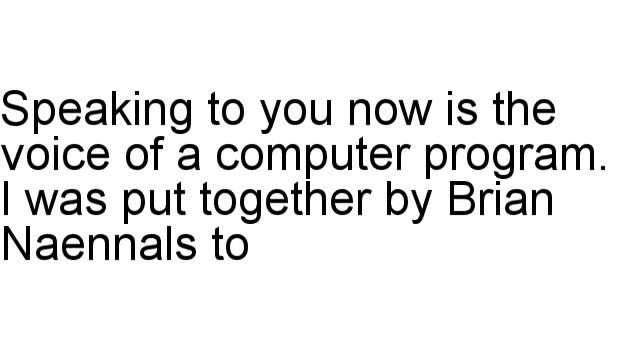 Speaking to you now is the
voice of a computer program.
I was put together by Brian
Naennals to